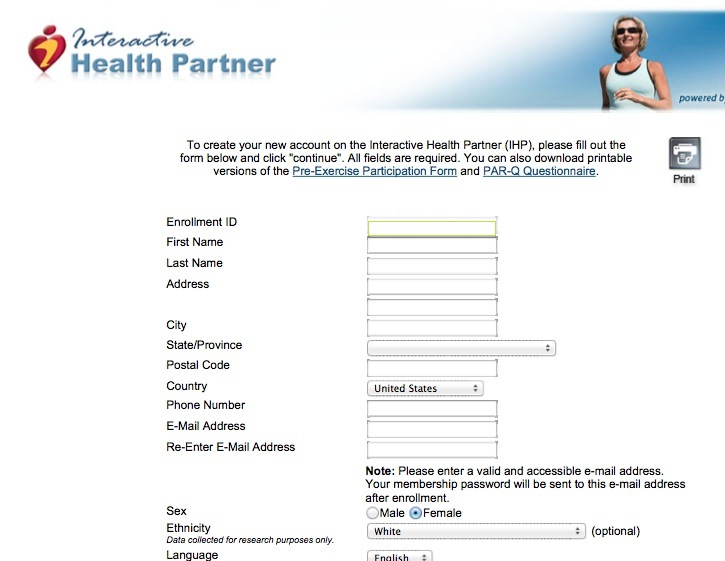 Interactive
Health Partner
powered by
To create your new account on the Interactive Health Partner (IHP), please fill out the
form below and click "continue". All fields are required. You can also download printable
versions of the Pre-Exercise Participation Form and PAR-Q Questionnaire.
Print
Enrollment ID
First Name
Last Name
Address
City
State/Province
Postal Code
Country United States
Phone Number
E-Mail Address
Re-Enter E-Mail Address
Note: Please enter a valid and accessible e-mail address.
Your membership password will be sent to this e-mail address
after enrollment.
Sex Male Female
Ethnicity White (optional)
Data collected for research purposes only.
Language English